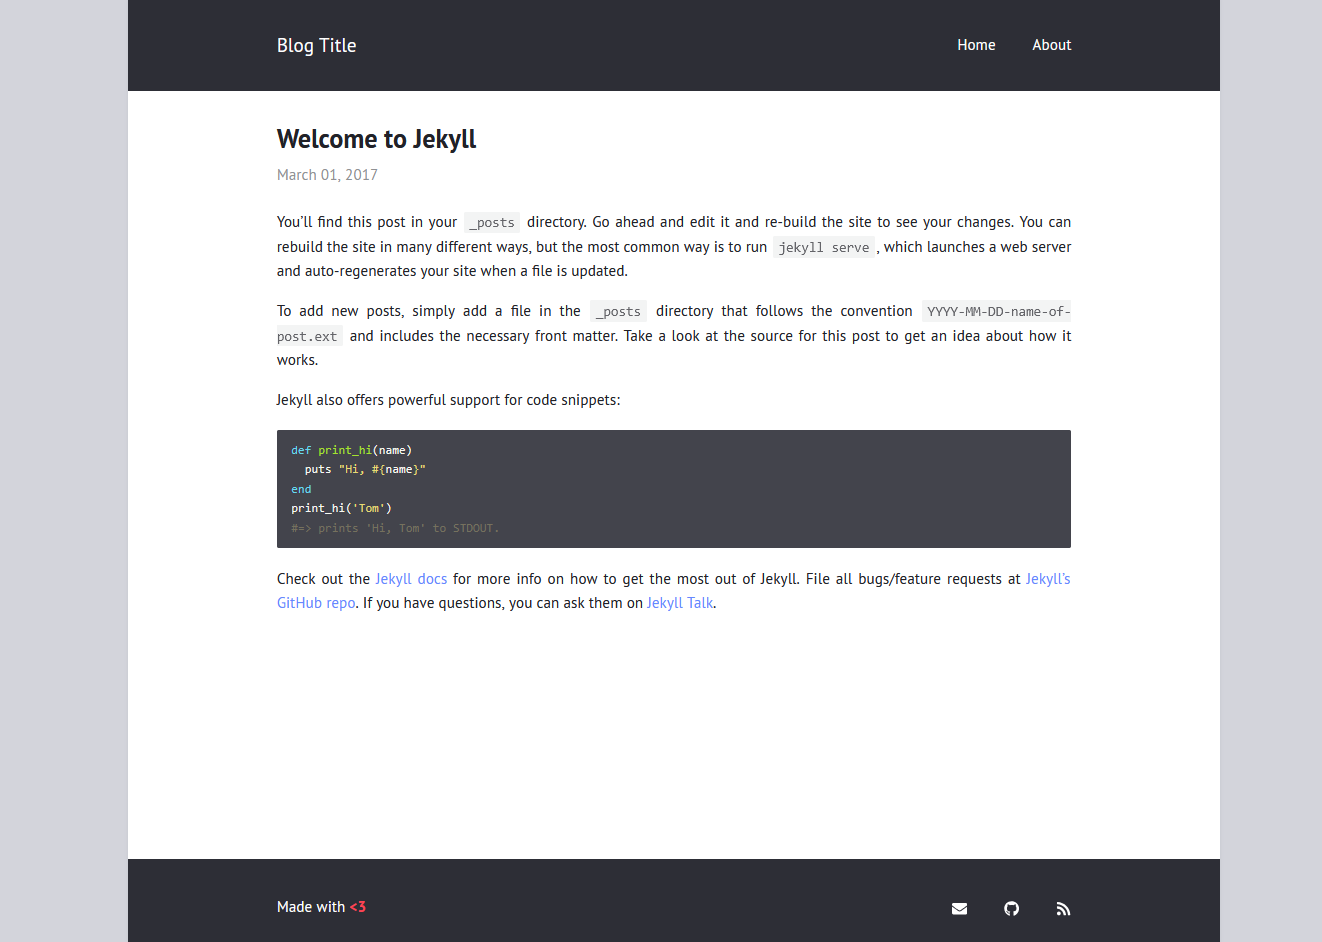 Blog Title
Home About
Welcome to Jekyll
March 01, 2017
You’ll find this post in your _posts directory. Go ahead and edit it and re-build the site to see your changes. You can
rebuild the site in many different ways, but the most common way is to run jekyll serve , which launches a web server
and auto-regenerates your site when a file is updated.
To add new posts, simply add a file in the _posts directory that follows the convention YYYY-MM-DD-name-of-
post.ext and includes the necessary front matter. Take a look at the source for this post to get an idea about how it
works.
Jekyll also offers powerful support for code snippets:
def print_hi(name)
  puts "Hi, #{name}"
end
print_hi('Tom')
#=> prints 'Hi, Tom' to STDOUT.
Check out the Jekyll docs for more info on how to get the most out of Jekyll. File all bugs/feature requests at Jekyll’s
GitHub repo. If you have questions, you can ask them on Jekyll Talk.
Made with <3